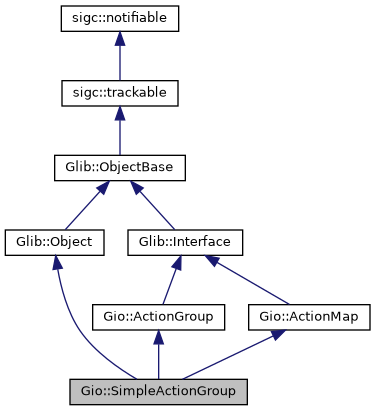 sigc::notifiable
sigc::trackable
Glib::ObjectBase
Glib::Object
Glib::Interface
Gio::ActionGroup
Gio::ActionMap
Gio::SimpleActionGroup